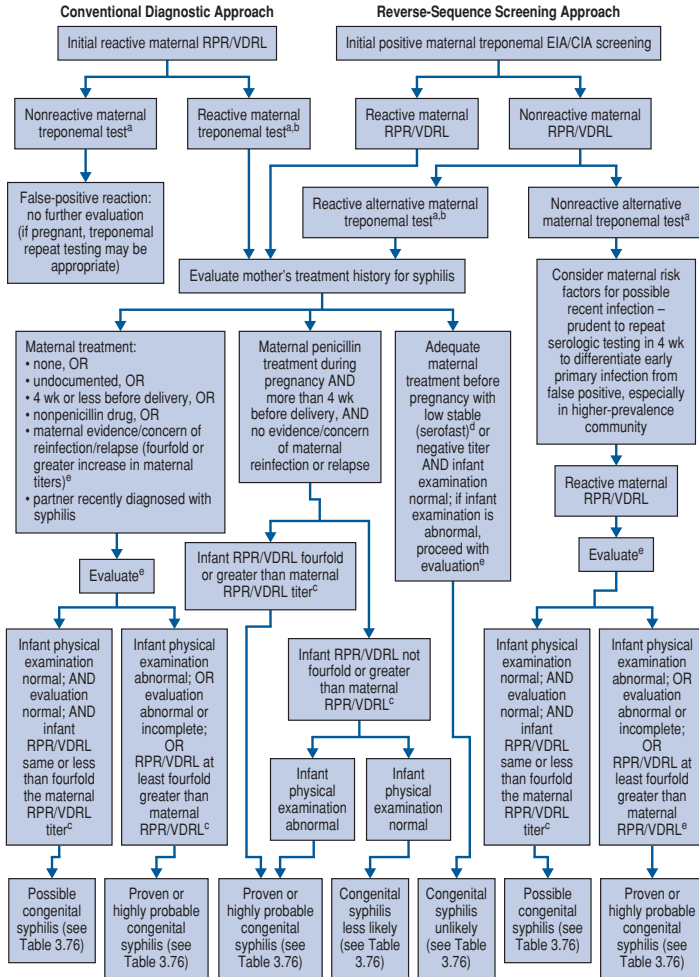 Conventional Diagnostic Approach
Reverse-Sequence Screening Approach
Initial reactive maternal RPR/VDRL
Initial positive maternal treponemal EIA/CIA screening
Nonreactive maternal
treponemal testa
Reactive maternal
treponemal testa,b
Reactive maternal
RPR/VDRL
Nonreactive maternal
RPR/VDRL
False-positive reaction:
no further evaluation
(if pregnant, treponemal
repeat testing may be
appropriate)
Reactive alternative
maternal treponemal testa,b
Nonreactive alternative
maternal treponemal testa
Evaluate mother's treatment history for syphilis
Consider maternal risk
factors for possible
recent infection –
prudent to repeat
serologic testing in 4 wk
to differentiate early
primary infection from
false positive, especially
in higher-prevalence
community
Maternal treatment:
• none, OR
• undocumented, OR
• 4 wk or less before delivery, OR
• nonpenicillin drug, OR
• maternal evidence/concern of
reinfection/relapse (fourfold or
greater increase in maternal
titers)e
• partner recently diagnosed with
syphilis
Maternal penicillin
treatment during
pregnancy AND
more than 4 wk
before delivery, AND
no evidence/concern
of maternal
reinfection or relapse
Adequate
maternal
treatment before
pregnancy with
low stable
(serofast)d or
negative titer
AND infant
examination
normal; if infant
examination is
abnormal,
proceed with
evaluatione
Reactive maternal
RPR/VDRL
Evaluatee
Infant RPR/VDRL fourfold
or greater than maternal
RPR/VDRL titerc
Evaluatee
Infant physical
examination
normal; AND
evaluation
normal; AND
infant
RPR/VDRL
same or less
than fourfold
the maternal
RPR/VDRL
titerc
Infant physical
examination
abnormal; OR
evaluation
abnormal or
incomplete;
OR
RPR/VDRL at
least fourfold
greater than
maternal
RPR/VDRLc
Infant RPR/VDRL not
fourfold or greater
than maternal
RPR/VDRLc
Infant
physical
examination
abnormal
Infant
physical
examination
normal
Infant physical
examination
normal; AND
evaluation
normal; AND
infant
RPR/VDRL
same or less
than fourfold
the maternal
RPR/VDRL
titerc
Infant physical
examination
abnormal; OR
evaluation
abnormal or
incomplete;
OR
RPR/VDRL at
least fourfold
greater than
maternal
RPR/VDRLe
Possible
congenital
syphilis (see
Table 3.76)
Proven or
highly probable
congenital
syphilis (see
Table 3.76)
Proven or
highly probable
congenital
syphilis (see
Table 3.76)
Congenital
syphilis
less likely
(see Table
3.76)
Congenital
syphilis
unlikely
(see Table
3.76)
Possible
congenital
syphilis (see
Table 3.76)
Proven or
highly probable
congenital
syphilis (see
Table 3.76)